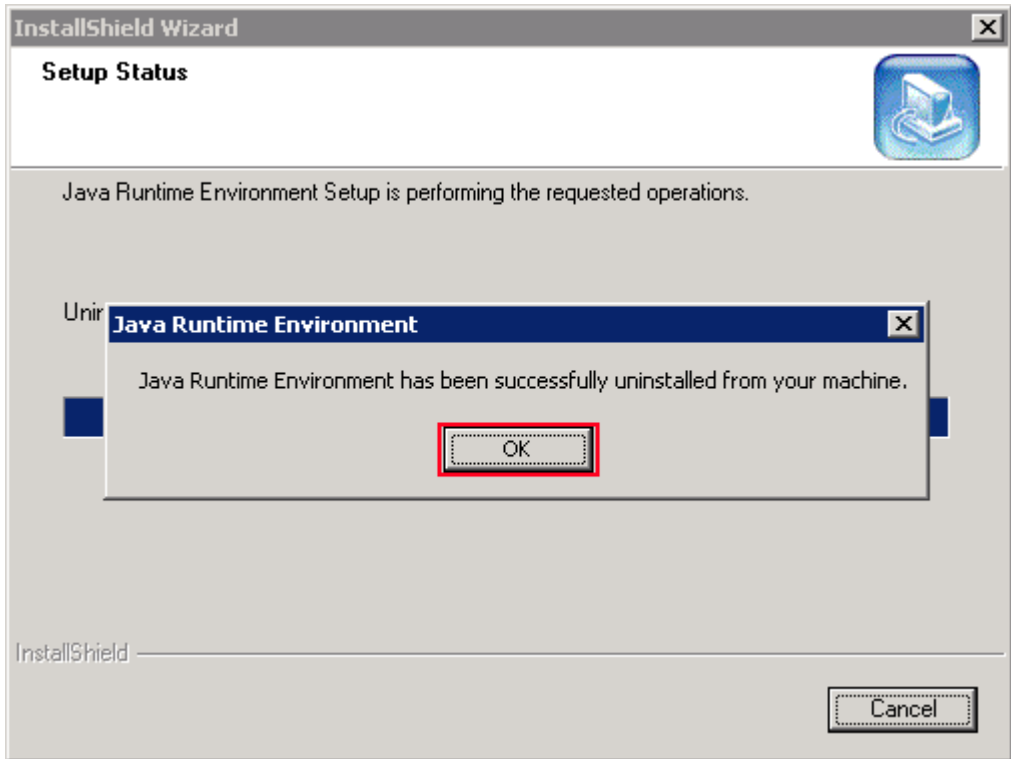 InstallShield Wizard
Setup Status
Java Runtime Environment Setup is performing the requested operations.
Java Runtime Environment
Java Runtime Environment has been successfully uninstalled from your machine.
OK
InstallShield
Cancel